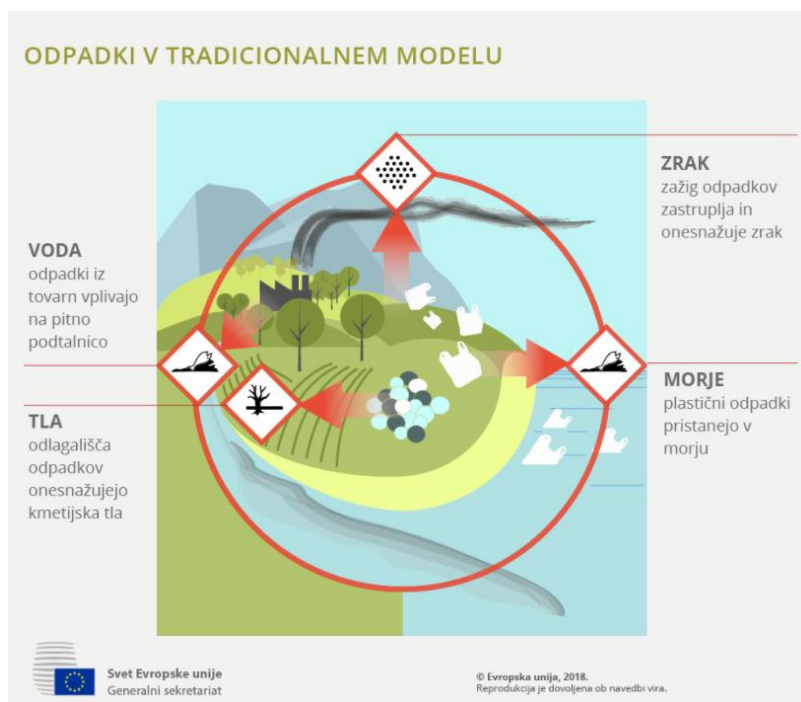 ODPADKI V TRADICIONALNEM MODELU
ZRAK
zažig odpadkov
zastruplja in
onesnažuje zrak
VODA
odpadki iz
tovarn vplivajo
na pitno
podtalnico
MORJE
plastični odpadki
pristanejo v
morju
TLA
odlagališča
odpadkov
onesnažujejo
kmetijska tla
Svet Evropske unije
Generalni sekretariat
© Evropska unija, 2018.
Reprodukcija je dovoljena ob navedbi vira.